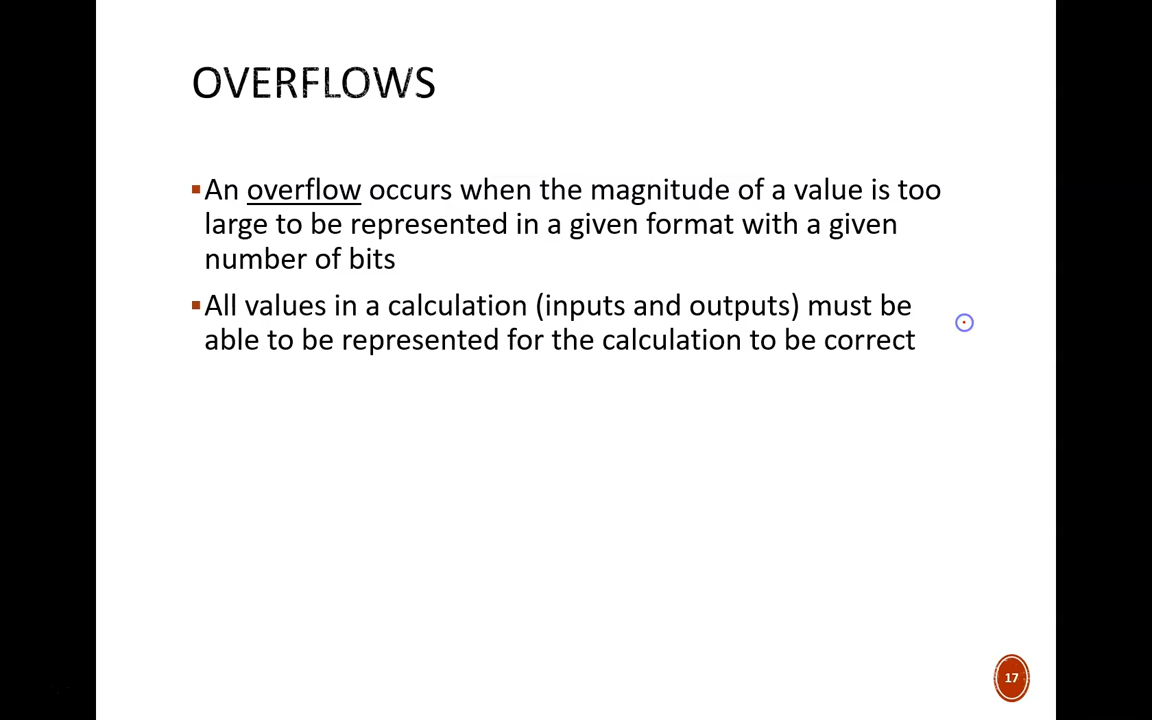 OVERFLOWS
▪An overflow occurs when the magnitude of a value is too
large to be represented in a given format with a given
number of bits
▪All values in a calculation (inputs and outputs) must be
able to be represented for the calculation to be correct
17